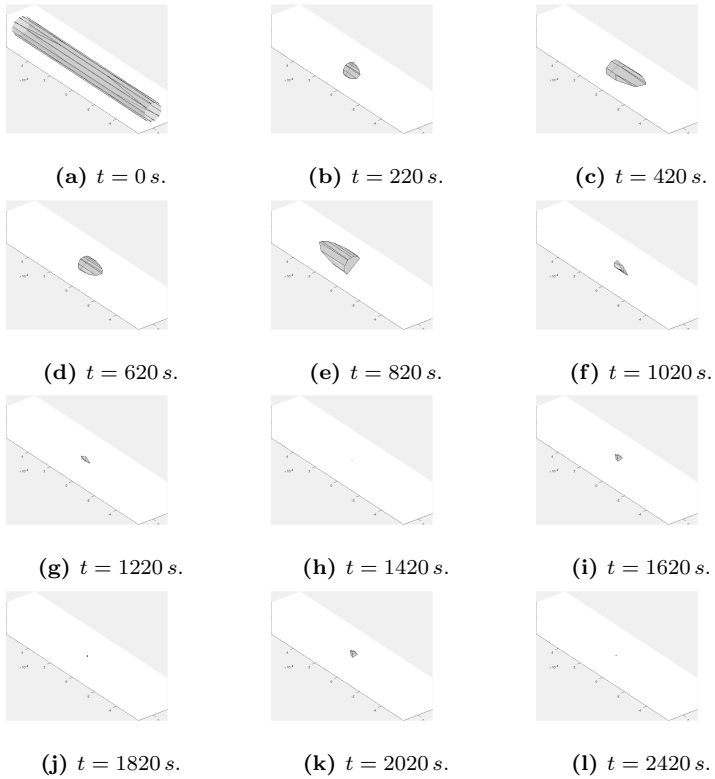 (a) t = 0 s.
(b) t = 220 s.
(c) t = 420 s.
(d) t = 620 s.
(e) t = 820 s.
(f) t = 1020 s.
(g) t = 1220 s.
(h) t = 1420 s.
(i) t = 1620 s.
(j) t = 1820 s.
(k) t = 2020 s.
(l) t = 2420 s.